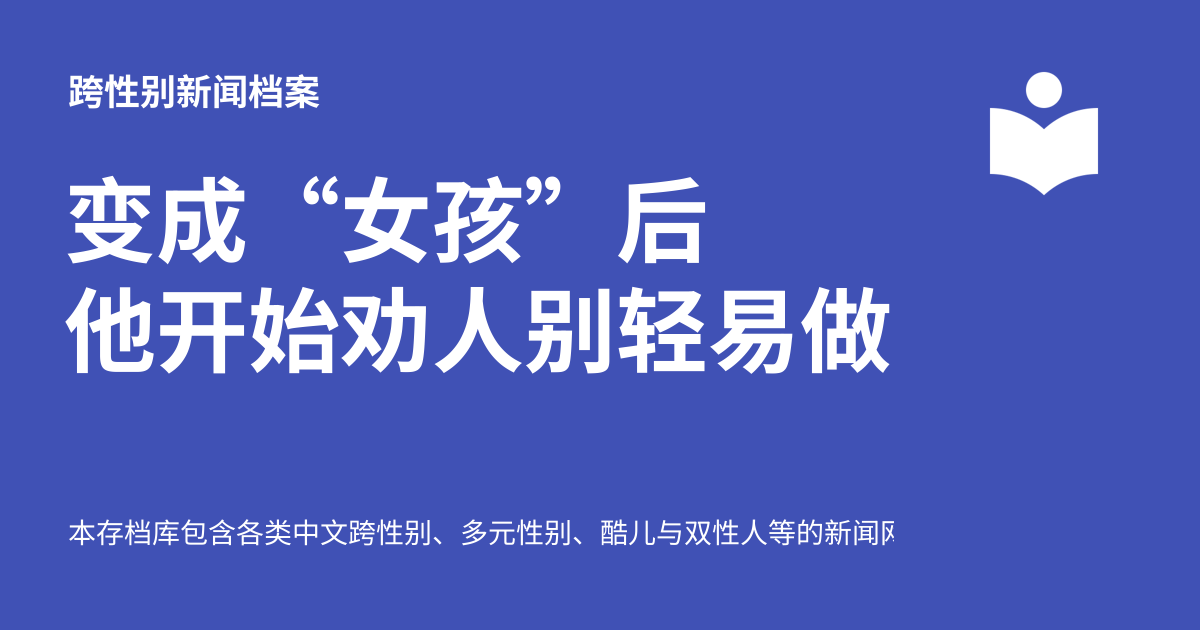 跨性别新闻档案
变成“女孩”后
他开始劝人别轻易做
本存档库包含各类中文跨性别、多元性别、酷儿与双性人等的新闻